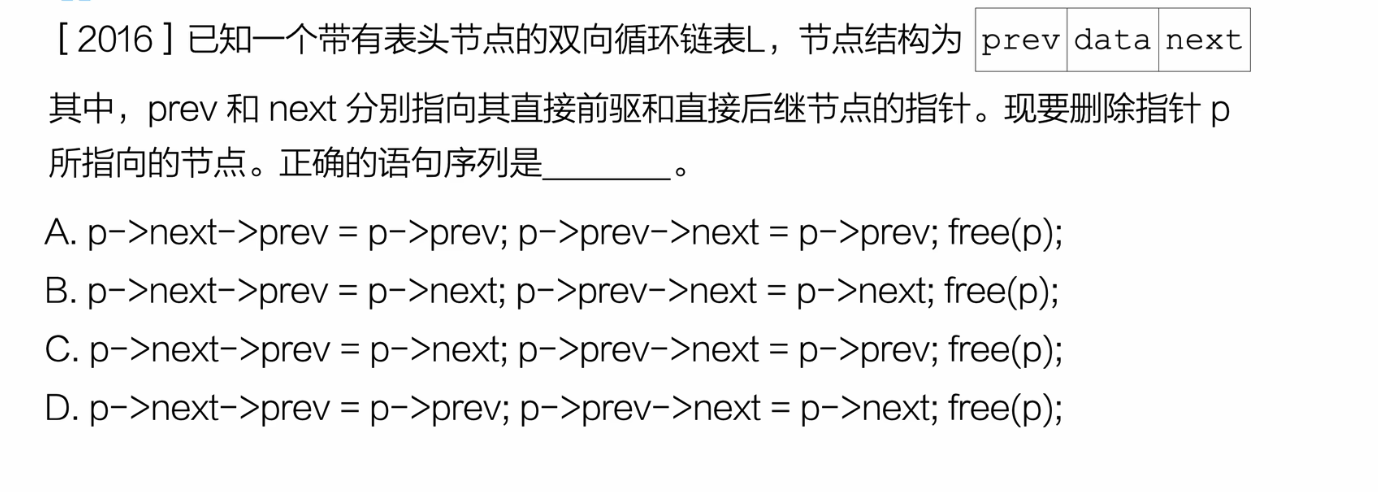 [ 2016 ] 已知一个带有表头节点的双向循环链表L，节点结构为 prev data next
其中，prev 和 next 分别指向其直接前驱和直接后继节点的指针。现要删除指针 p
所指向的节点。正确的语句序列是________。
A. p->next->prev = p->prev; p->prev->next = p->prev; free(p);
B. p->next->prev = p->next; p->prev->next = p->next; free(p);
C. p->next->prev = p->next; p->prev->next = p->prev; free(p);
D. p->next->prev = p->prev; p->prev->next = p->next; free(p);